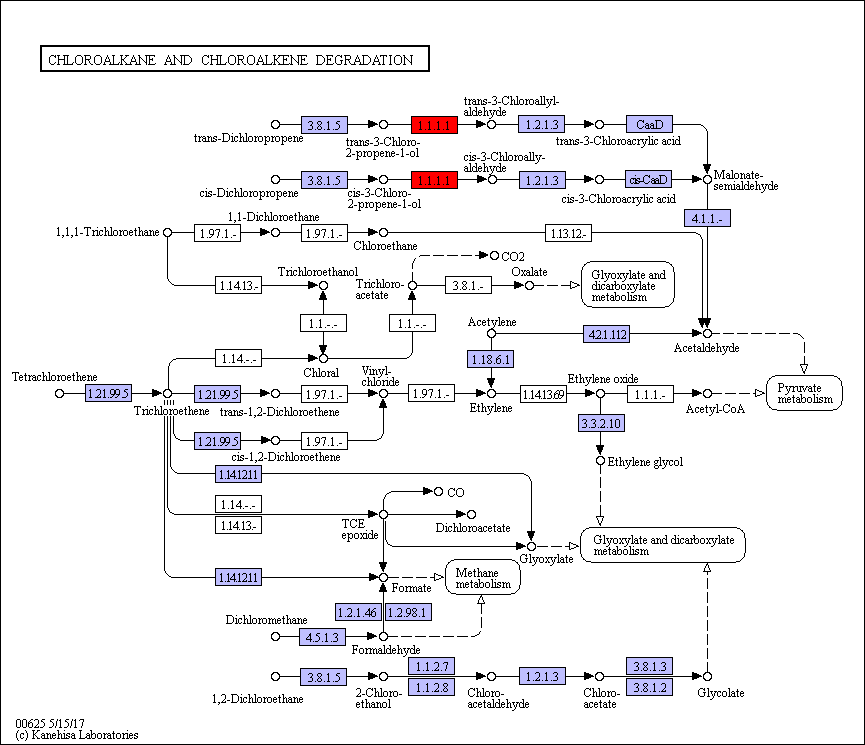 CHLOROALKANE AND CHLOROALKENE DEGRADATION
trans-3-Chloroallyl-
aldehyde
3.8.1.5
1.1.1.1
1.2.1.3
CaaD
trans-Dichloropropene
trans-3-Chloro-
2-propene-1-ol
trans-3-Chloroacrylic acid
cis-3-Chloroally-
aldehyde
3.8.1.5
1.1.1.1
1.2.1.3
cis-CaaD
Malonate-
semialdehyde
cis-Dichloropropene
cis-3-Chloro-
2-propene-1-ol
cis-3-Chloroacrylic acid
4.1.1.-
1,1-Dichloroethane
1,1,1-Trichloroethane
1.97.1.-
1.97.1.-
1.13.12.-
Chloroethane
CO2
Trichloroethanol
Trichloro-
acetate
Oxalate
1.14.13.-
3.8.1.-
Glyoxylate and
dicarboxylate
metabolism
1.1.-.-
1.1.-.-
Acetylene
4.2.1.112
Acetaldehyde
1.14.-.-
Chloral
1.18.6.1
Tetrachloroethene
Vinyl-
chloride
Ethylene oxide
1.21.99.5
1.21.99.5
1.97.1.-
1.97.1.-
1.14.13.69
1.1.1.-
Pyruvate
metabolism
Trichloroethene
trans-1,2-Dichloroethene
Ethylene
Acetyl-CoA
3.3.2.10
1.21.99.5
1.97.1.-
cis-1,2-Dichloroethene
Ethylene glycol
1.14.12.11
CO
1.14.-.-
1.14.13.-
TCE
epoxide
Dichloroacetate
Glyoxylate
Glyoxylate and dicarboxylate
metabolism
1.14.12.11
Formate
Methane
metabolism
1.2.1.46
1.2.98.1
Dichloromethane
4.5.1.3
Formaldehyde
3.8.1.5
1.1.2.7
1.1.2.8
1.2.1.3
3.8.1.3
3.8.1.2
1,2-Dichloroethane
2-Chloro-
ethanol
Chloro-
acetaldehyde
Chloro-
acetate
Glycolate
00625 5/15/17
(c) Kanehisa Laboratories